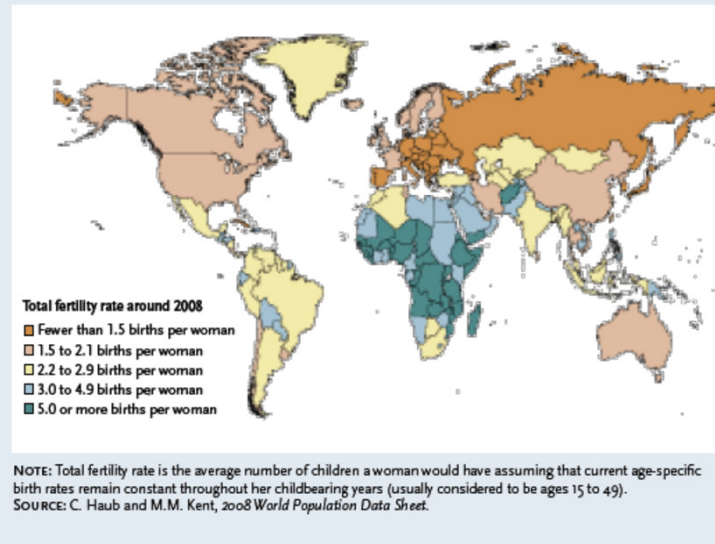 Total fertility rate around 2008
Fewer than 1.5 births per woman
1.5 to 2.1 births per woman
2.2 to 2.9 births per woman
3.0 to 4.9 births per woman
5.0 or more births per woman
NOTE: Total fertility rate is the average number of children a woman would have assuming that current age-specific
birth rates remain constant throughout her childbearing years (usually considered to be ages 15 to 49).
SOURCE: C. Haub and M.M. Kent, 2008 World Population Data Sheet.